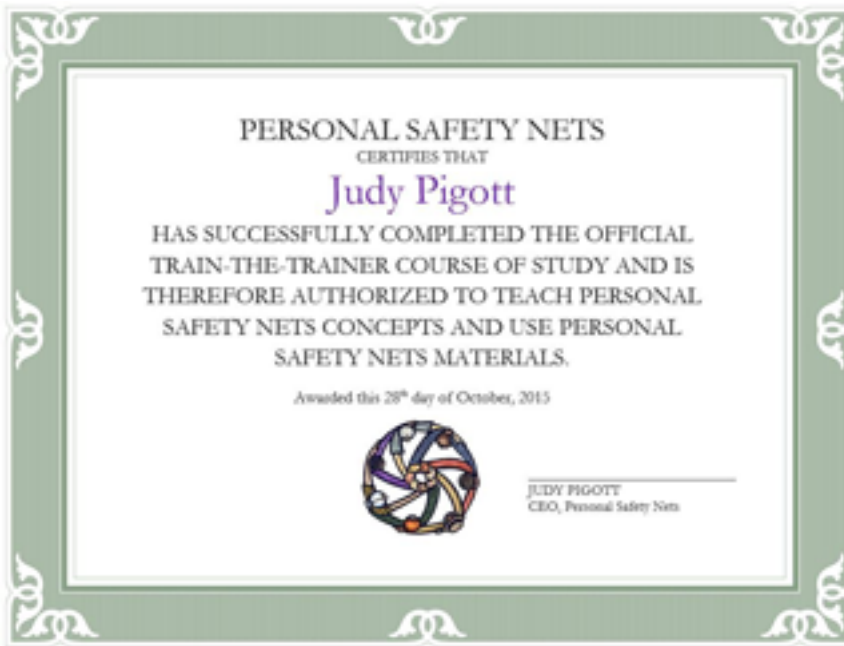 PERSONAL SAFETY NETS
CERTIFIES THAT
Judy Pigott
HAS SUCCESSFULLY COMPLETED THE OFFICIAL
TRAIN-THE-TRAINER COURSE OF STUDY AND IS
THEREFORE AUTHORIZED TO TEACH PERSONAL
SAFETY NETS CONCEPTS AND USE PERSONAL
SAFETY NETS MATERIALS.
Awarded this 28th day of October, 2015
JUDY PIGOTT
CEO, Personal Safety Nets